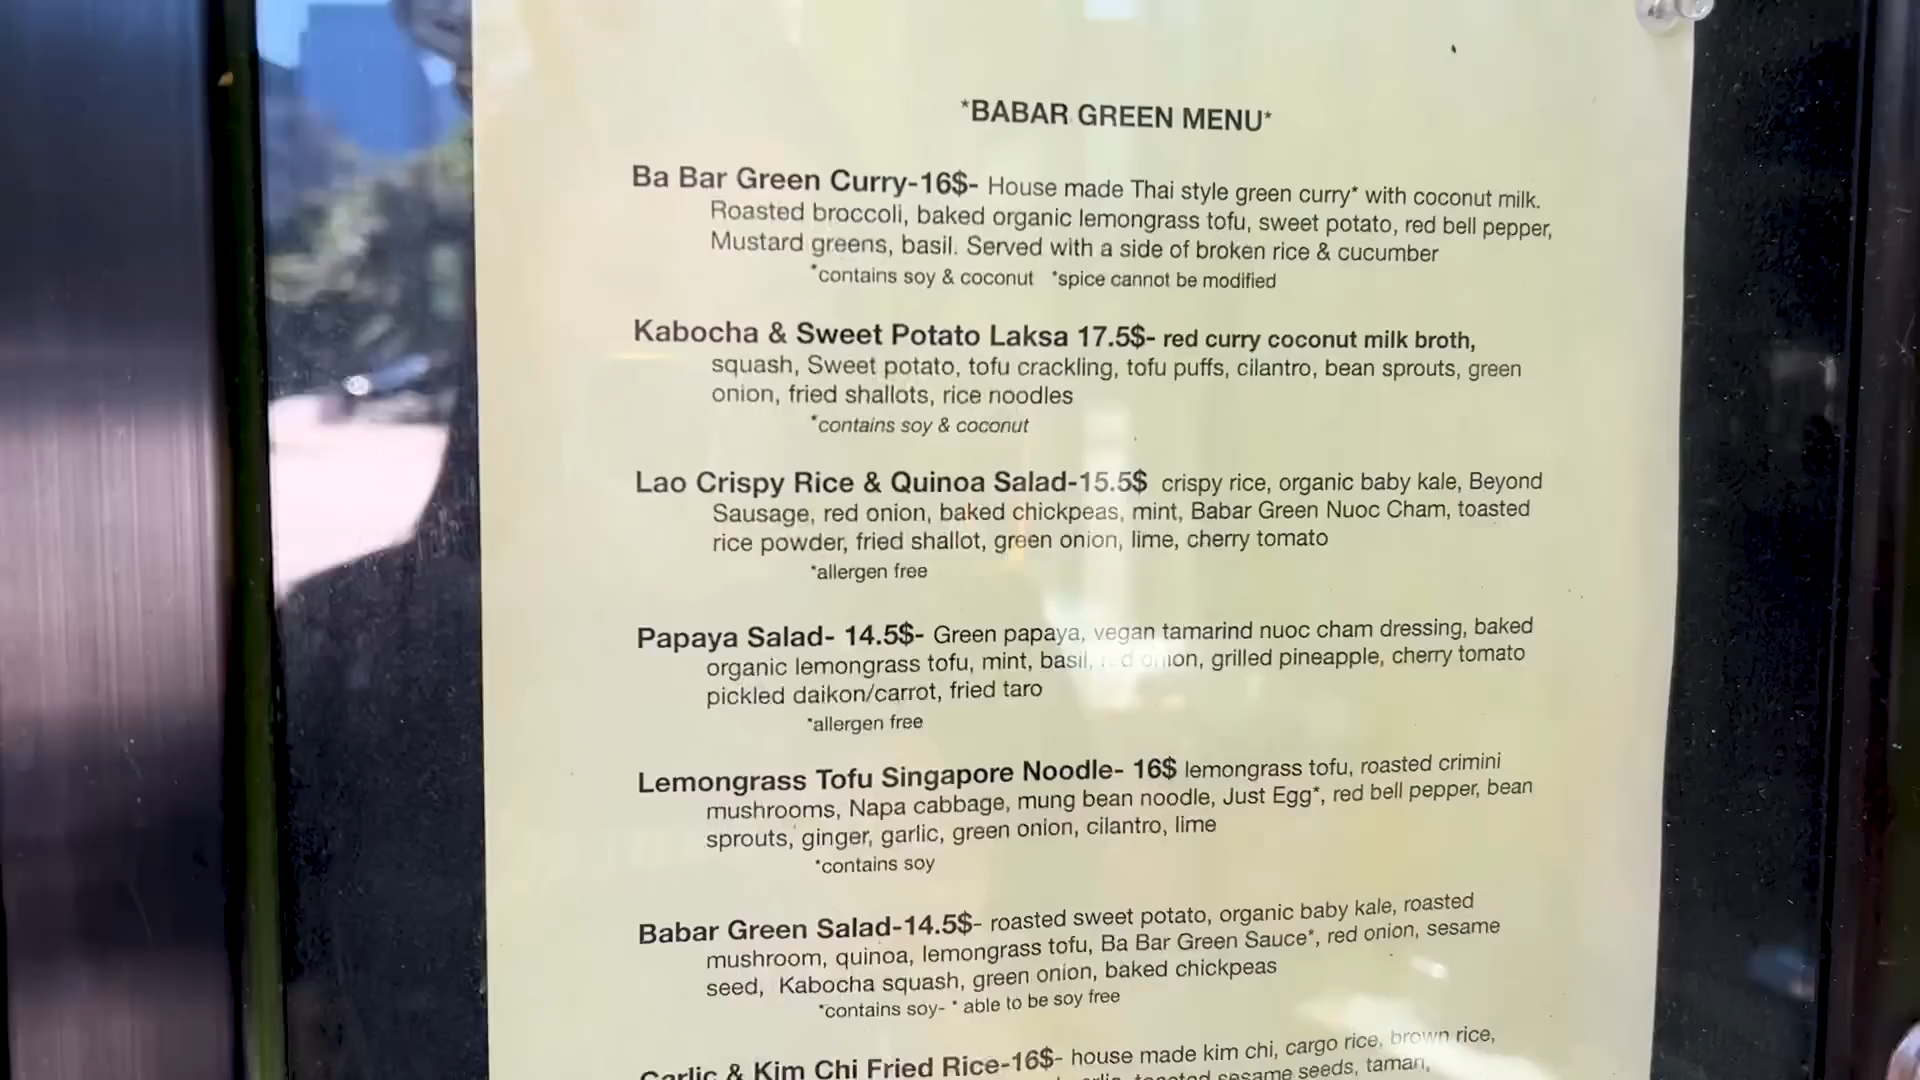 *BABAR GREEN MENU*
Ba Bar Green Curry-16$- House made Thai style green curry* with coconut milk.
Roasted broccoli, baked organic lemongrass tofu, sweet potato, red bell pepper,
Mustard greens, basil. Served with a side of broken rice & cucumber
*contains soy & coconut *spice cannot be modified
Kabocha & Sweet Potato Laksa 17.5$- red curry coconut milk broth,
squash, Sweet potato, tofu crackling, tofu puffs, cilantro, bean sprouts, green
onion, fried shallots, rice noodles
*contains soy & coconut
Lao Crispy Rice & Quinoa Salad-15.5$ crispy rice, organic baby kale, Beyond
Sausage, red onion, baked chickpeas, mint, Babar Green Nuoc Cham, toasted
rice powder, fried shallot, green onion, lime, cherry tomato
*allergen free
Papaya Salad- 14.5$- Green papaya, vegan tamarind nuoc cham dressing, baked
organic lemongrass tofu, mint, basil, red onion, grilled pineapple, cherry tomato
pickled daikon/carrot, fried taro
*allergen free
Lemongrass Tofu Singapore Noodle- 16$ lemongrass tofu, roasted crimini
mushrooms, Napa cabbage, mung bean noodle, Just Egg*, red bell pepper, bean
sprouts, ginger, garlic, green onion, cilantro, lime
*contains soy
Babar Green Salad-14.5$- roasted sweet potato, organic baby kale, roasted
mushroom, quinoa, lemongrass tofu, Ba Bar Green Sauce*, red onion, sesame
seed, Kabocha squash, green onion, baked chickpeas
*contains soy- * able to be soy free
Garlic & Kim Chi Fried Rice-16$- house made kim chi, cargo rice, brown rice,
sesame seeds, tamari,